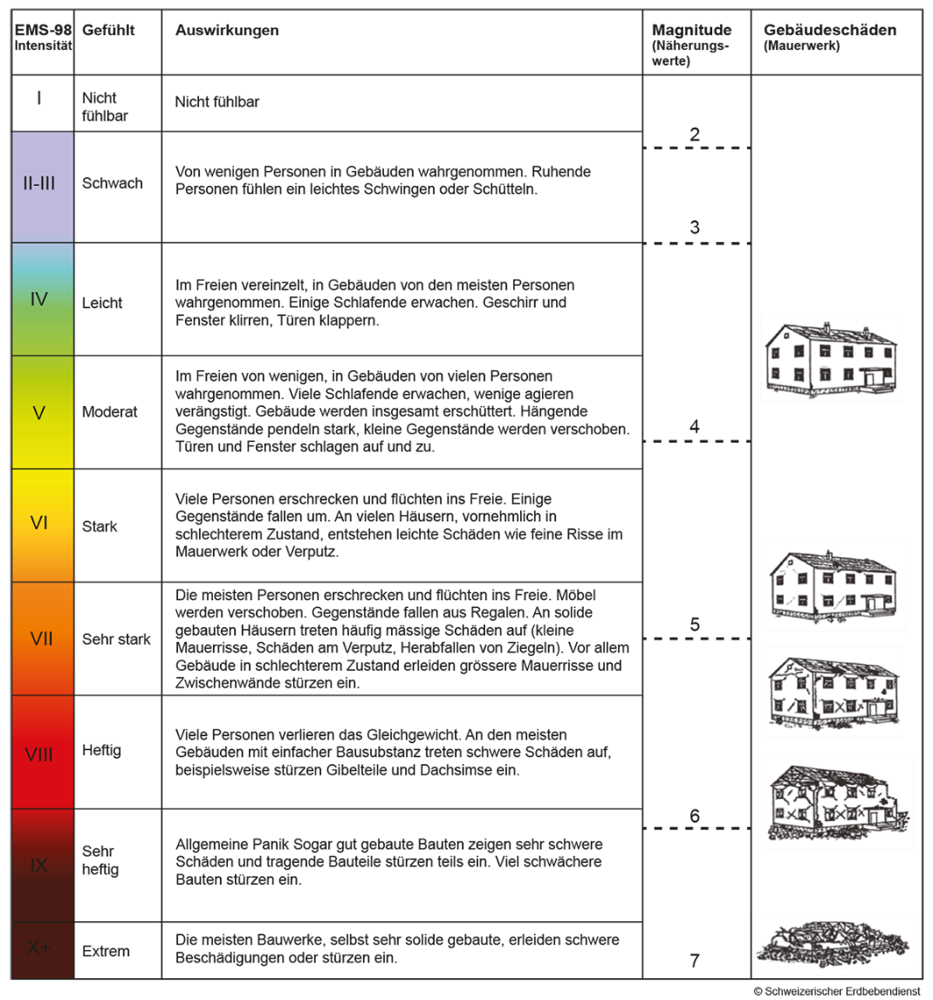 EMS-98 Gefühlt Auswirkungen Magnitude Gebäudeschäden
Intensität (Näherungs- (Mauerwerk)
werte)
I
Nicht
fühlbar
Nicht fühlbar
2
II-III
Schwach
Von wenigen Personen in Gebäuden wahrgenommen. Ruhende
Personen fühlen ein leichtes Schwingen oder Schütteln.
3
IV
Leicht
Im Freien vereinzelt, in Gebäuden von den meisten Personen
wahrgenommen. Einige Schlafende erwachen. Geschirr und
Fenster klirren, Türen klappern.
V
Moderat
Im Freien von wenigen, in Gebäuden von vielen Personen
wahrgenommen. Viele Schlafende erwachen, wenige agieren
verängstigt. Gebäude werden insgesamt erschüttert. Hängende
Gegenstände pendeln stark, kleine Gegenstände werden verschoben.
Türen und Fenster schlagen auf und zu.
4
VI
Stark
Viele Personen erschrecken und flüchten ins Freie. Einige
Gegenstände fallen um. An vielen Häusern, vornehmlich in
schlechterem Zustand, entstehen leichte Schäden wie feine Risse im
Mauerwerk oder Verputz.
VII
Sehr stark
Die meisten Personen erschrecken und flüchten ins Freie. Möbel
werden verschoben. Gegenstände fallen aus Regalen. An solide
gebauten Häusern treten häufig mässige Schäden auf (kleine
Mauerrisse, Schäden am Verputz, Herabfallen von Ziegeln). Vor allem
Gebäude in schlechterem Zustand erleiden grössere Mauerrisse und
Zwischenwände stürzen ein.
5
VIII
Heftig
Viele Personen verlieren das Gleichgewicht. An den meisten
Gebäuden mit einfacher Bausubstanz treten schwere Schäden auf,
beispielsweise stürzen Gibelteile und Dachsimse ein.
6
IX
Sehr
heftig
Allgemeine Panik Sogar gut gebaute Bauten zeigen sehr schwere
Schäden und tragende Bauteile stürzen teils ein. Viel schwächere
Bauten stürzen ein.
X+
Extrem
Die meisten Bauwerke, selbst sehr solide gebaute, erleiden schwere
Beschädigungen oder stürzen ein.
7
© Schweizerischer Erdbebendienst